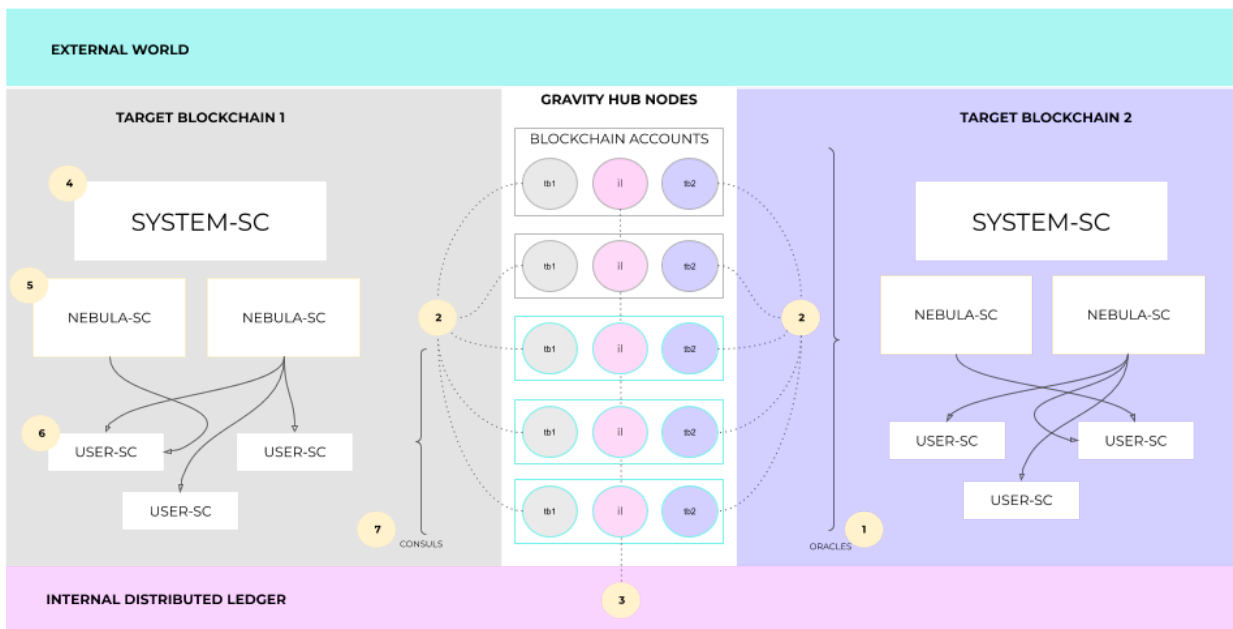 EXTERNAL WORLD
GRAVITY HUB NODES
TARGET BLOCKCHAIN 1
TARGET BLOCKCHAIN 2
BLOCKCHAIN ACCOUNTS
4
SYSTEM-SC
5
NEBULA-SC
NEBULA-SC
6
USER-SC
USER-SC
USER-SC
7
CONSULS
2
tb1
il
tb2
tb1
il
tb2
tb1
il
tb2
tb1
il
tb2
tb1
il
tb2
2
1
ORACLES
SYSTEM-SC
NEBULA-SC
NEBULA-SC
USER-SC
USER-SC
USER-SC
INTERNAL DISTRIBUTED LEDGER
3